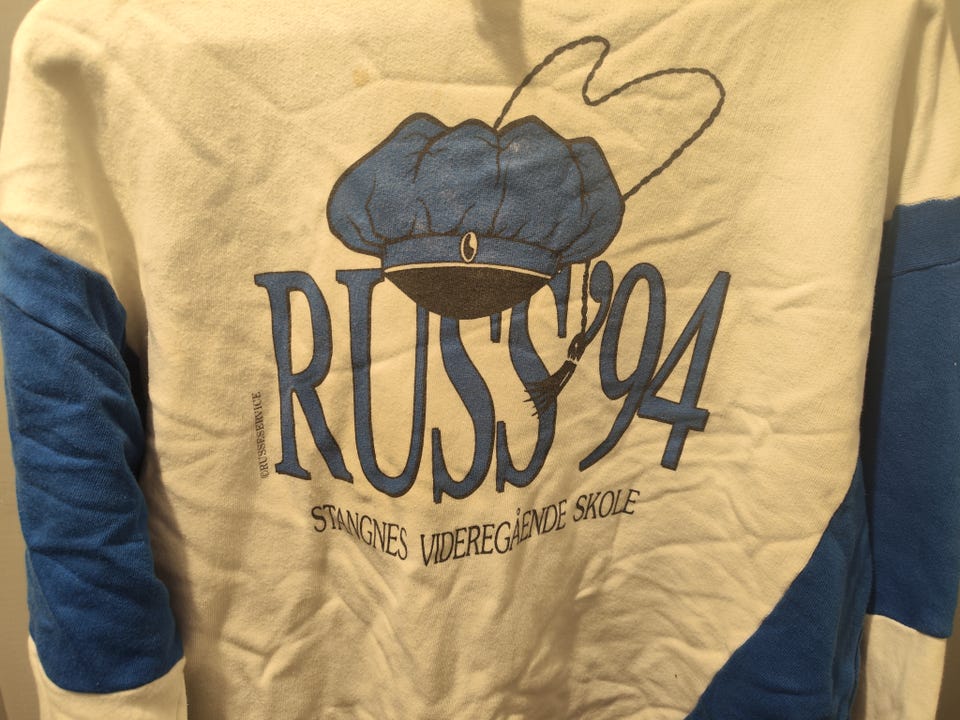 RUSS '94
©RUSSESERVICE
STANGNES VIDEREGÅENDE SKOLE